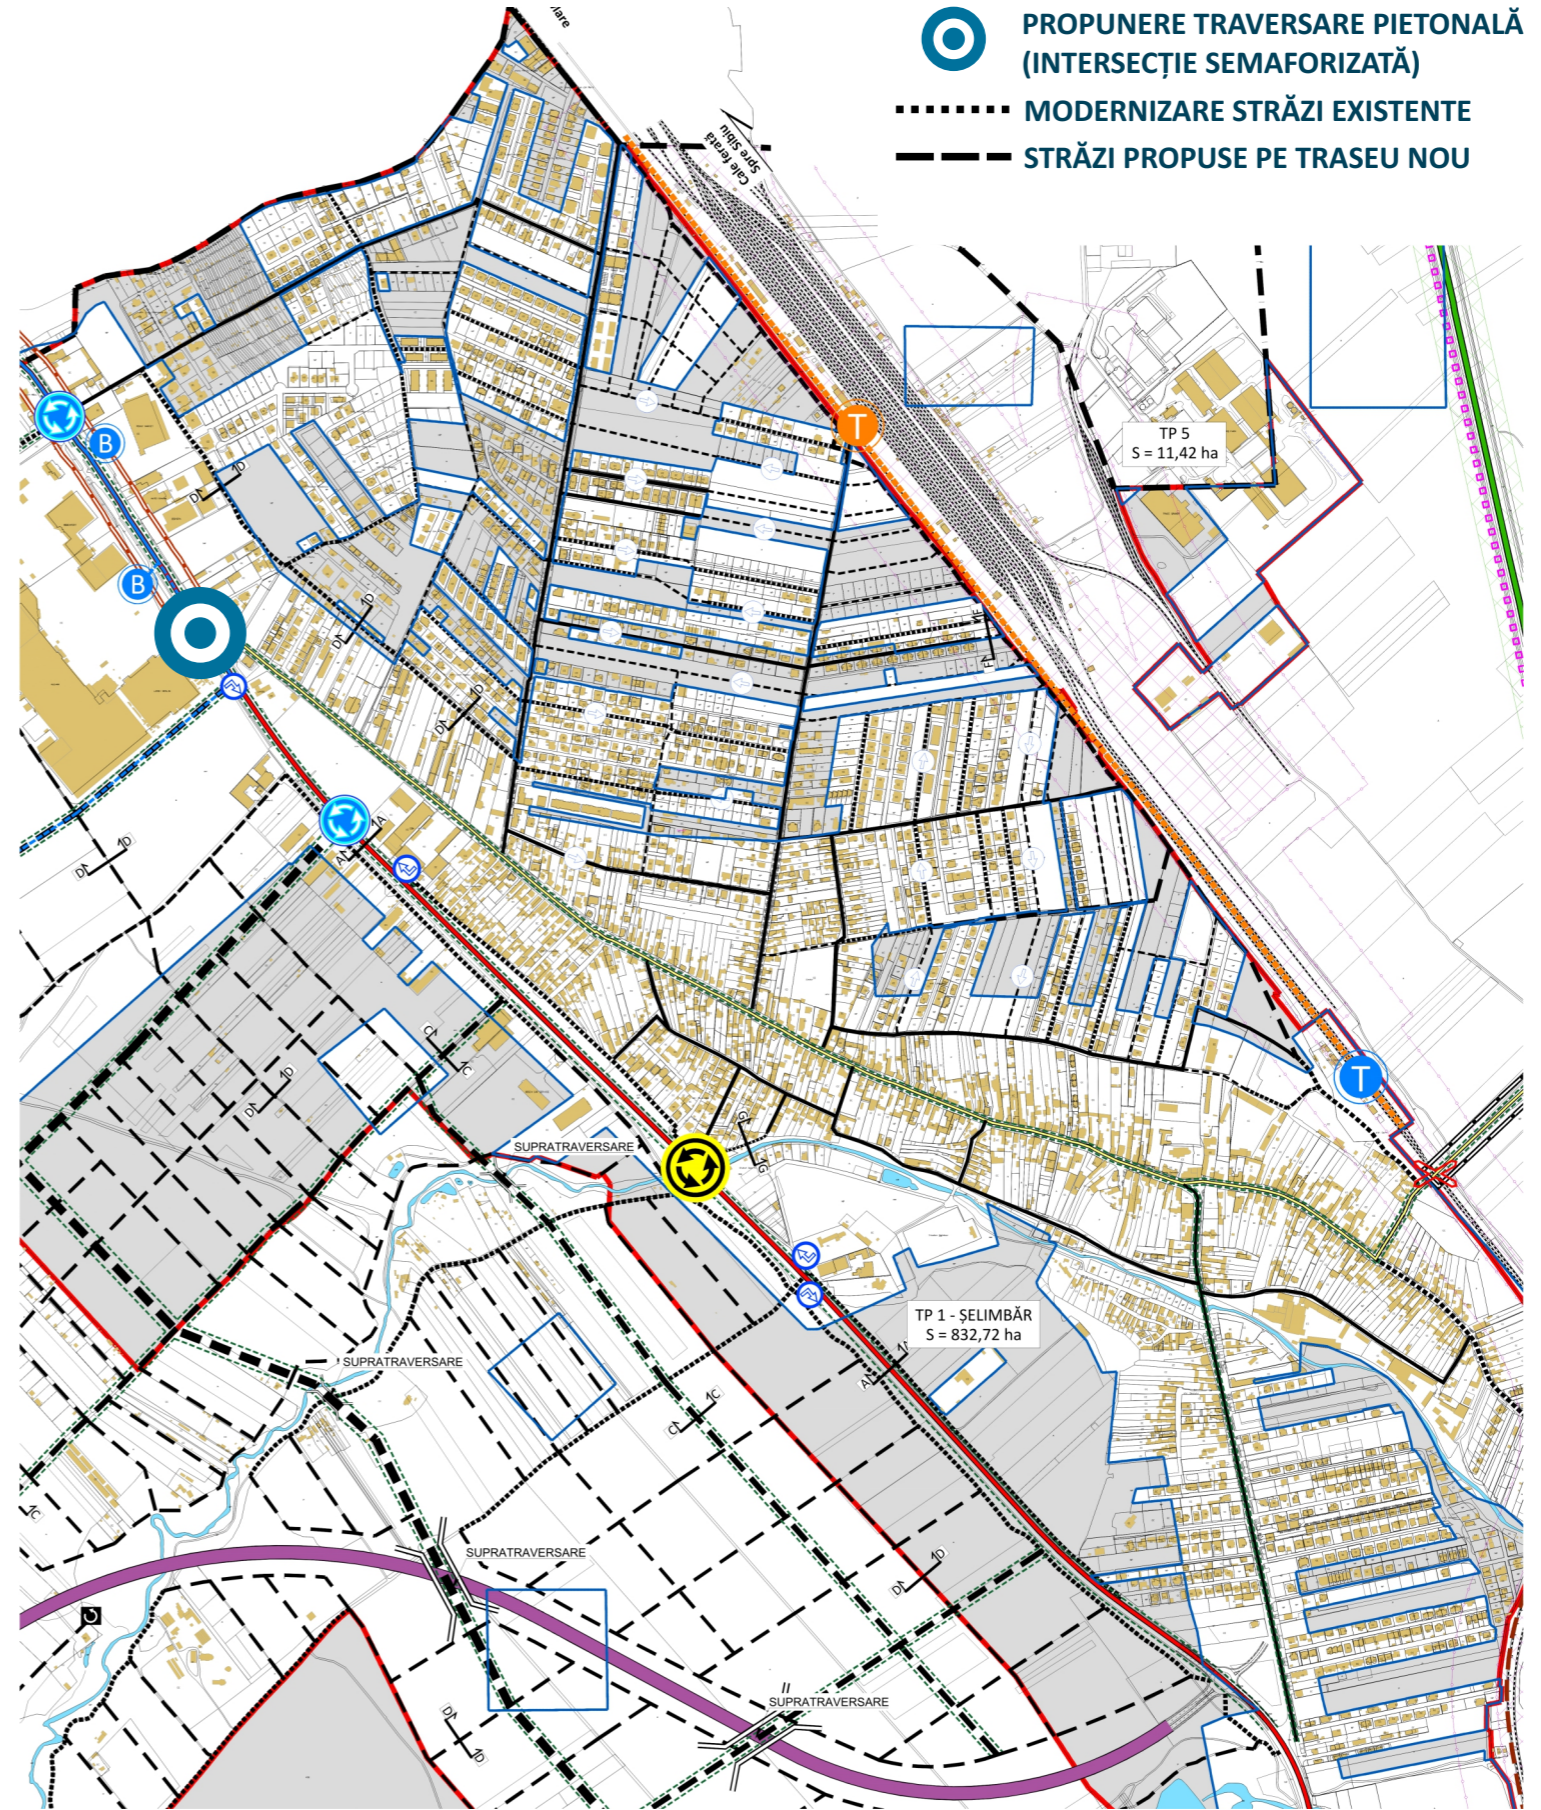 PROPUNERE TRAVERSARE PIETONALĂ
(INTERSECȚIE SEMAFORIZATĂ)
MODERNIZARE STRĂZI EXISTENTE
STRĂZI PROPUSE PE TRASEU NOU
Cale ferată
Spre Sibiu
T
TP 5
S = 11,42 ha
B
D
D
B
D
D
D
D
F
F
A
A
D
D
C
C
D
D
T
G
G
SUPRATRAVERSARE
TP 1 - ȘELIMBĂR
S = 832,72 ha
SUPRATRAVERSARE
A
C
C
C
SUPRATRAVERSARE
D
D
SUPRATRAVERSARE
D
D